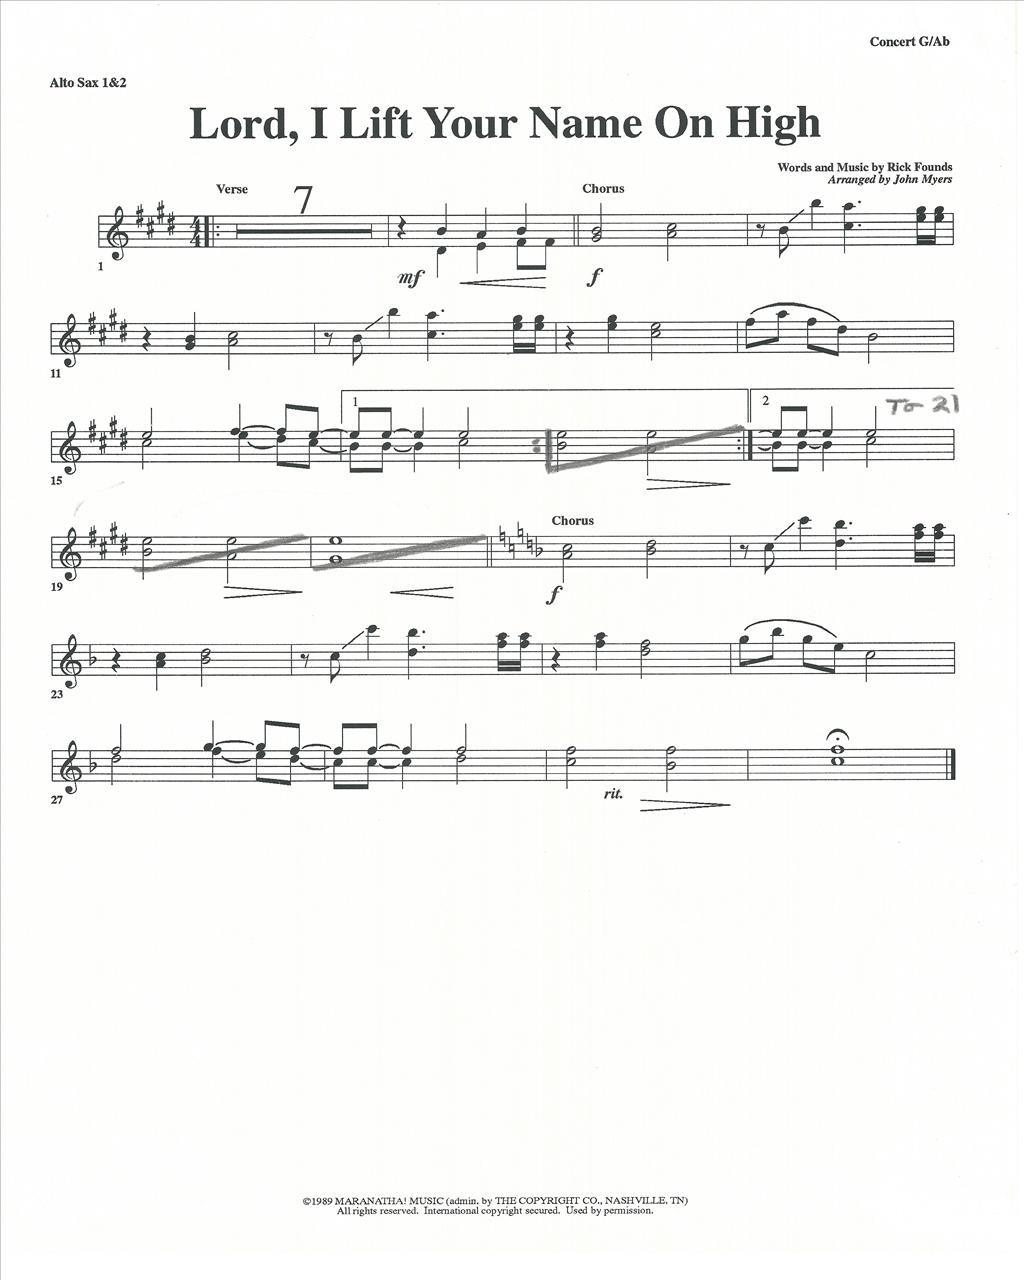 Concert G/Ab
Alto Sax 1&2
Lord, I Lift Your Name On High
Words and Music by Rick Founds
Arranged by John Myers
Verse
7
Chorus
4
4
1
mf
f
11
1
2
To 21
15
Chorus
19
f
23
27
rit.
©1989 MARANATHA! MUSIC (admin. by THE COPYRIGHT CO., NASHVILLE, TN)
All rights reserved. International copyright secured. Used by permission.